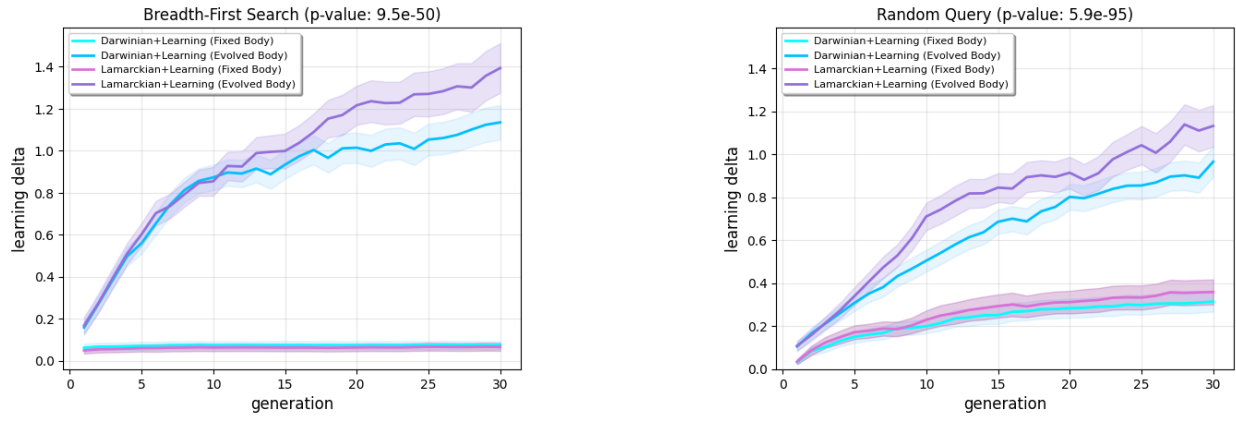 Breadth-First Search (p-value: 9.5e-50)
Darwinian+Learning (Fixed Body)
Darwinian+Learning (Evolved Body)
Lamarckian+Learning (Fixed Body)
Lamarckian+Learning (Evolved Body)
learning delta
1.4
1.2
1.0
0.8
0.6
0.4
0.2
0.0
0 5 10 15 20 25 30
generation
Random Query (p-value: 5.9e-95)
Darwinian+Learning (Fixed Body)
Darwinian+Learning (Evolved Body)
Lamarckian+Learning (Fixed Body)
Lamarckian+Learning (Evolved Body)
learning delta
1.4
1.2
1.0
0.8
0.6
0.4
0.2
0.0
0 5 10 15 20 25 30
generation